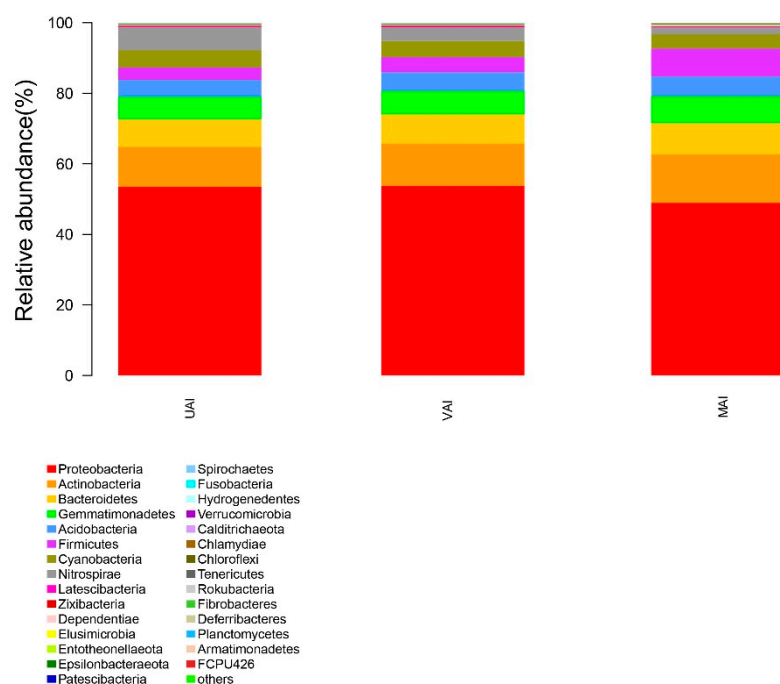 100
80
60
40
20
0
Relative abundance(%)
UAI
VAI
MAI
Proteobacteria
Actinobacteria
Bacteroidetes
Gemmatimonadetes
Acidobacteria
Firmicutes
Cyanobacteria
Nitrospirae
Latescibacteria
Zixibacteria
Dependentiae
Elusimicrobia
Entotheonellaeota
Epsilonbacteraeota
Patescibacteria
Spirochaetes
Fusobacteria
Hydrogenedentes
Verrucomicrobia
Calditrichaeota
Chlamydiae
Chloroflexi
Tenericutes
Rokubacteria
Fibrobacteres
Deferribacteres
Planctomycetes
Armatimonadetes
FCPU426
others